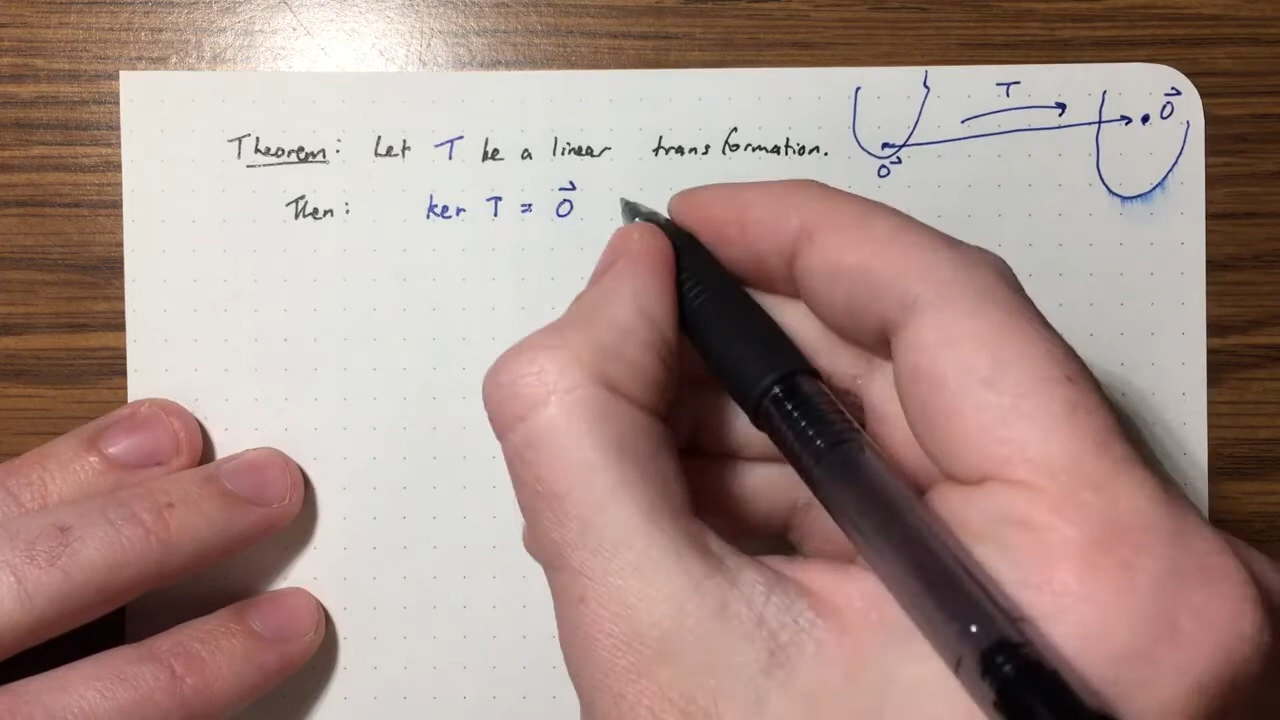 Theorem: Let T be a linear transformation.
Then: ker T = 0⃗
T
0⃗
0⃗